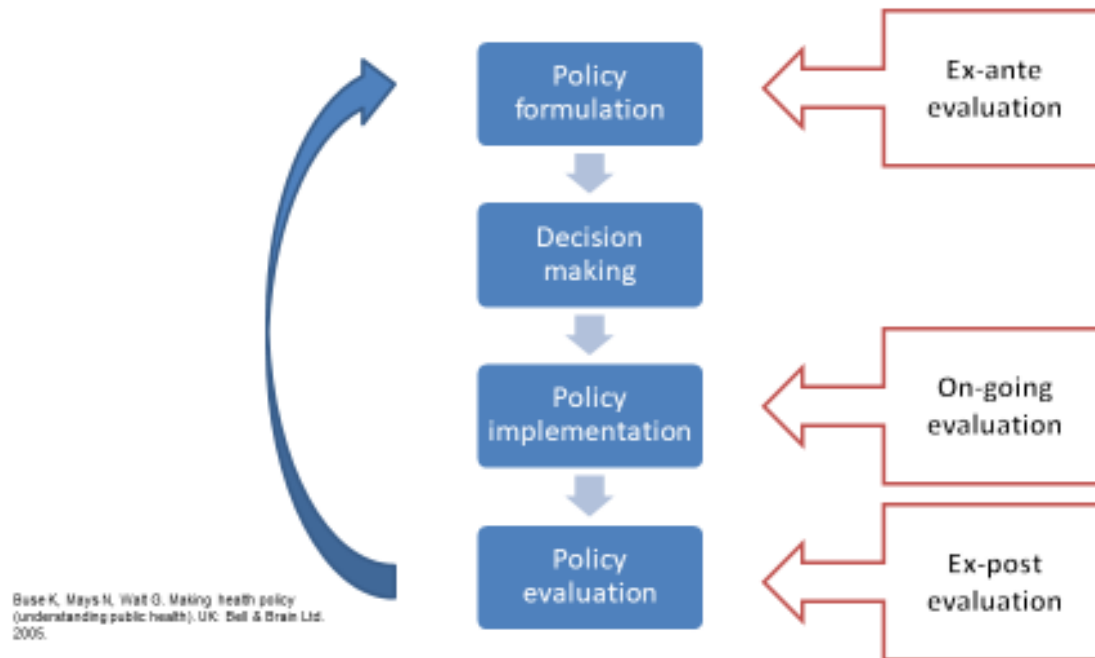 Policy
formulation
Ex-ante
evaluation
Decision
making
Policy
implementation
On-going
evaluation
Policy
evaluation
Ex-post
evaluation
Buse K, Mays N, Walt G. Making heath policy
(understanding public health). UK: Bell & Brain Ltd.
2005.